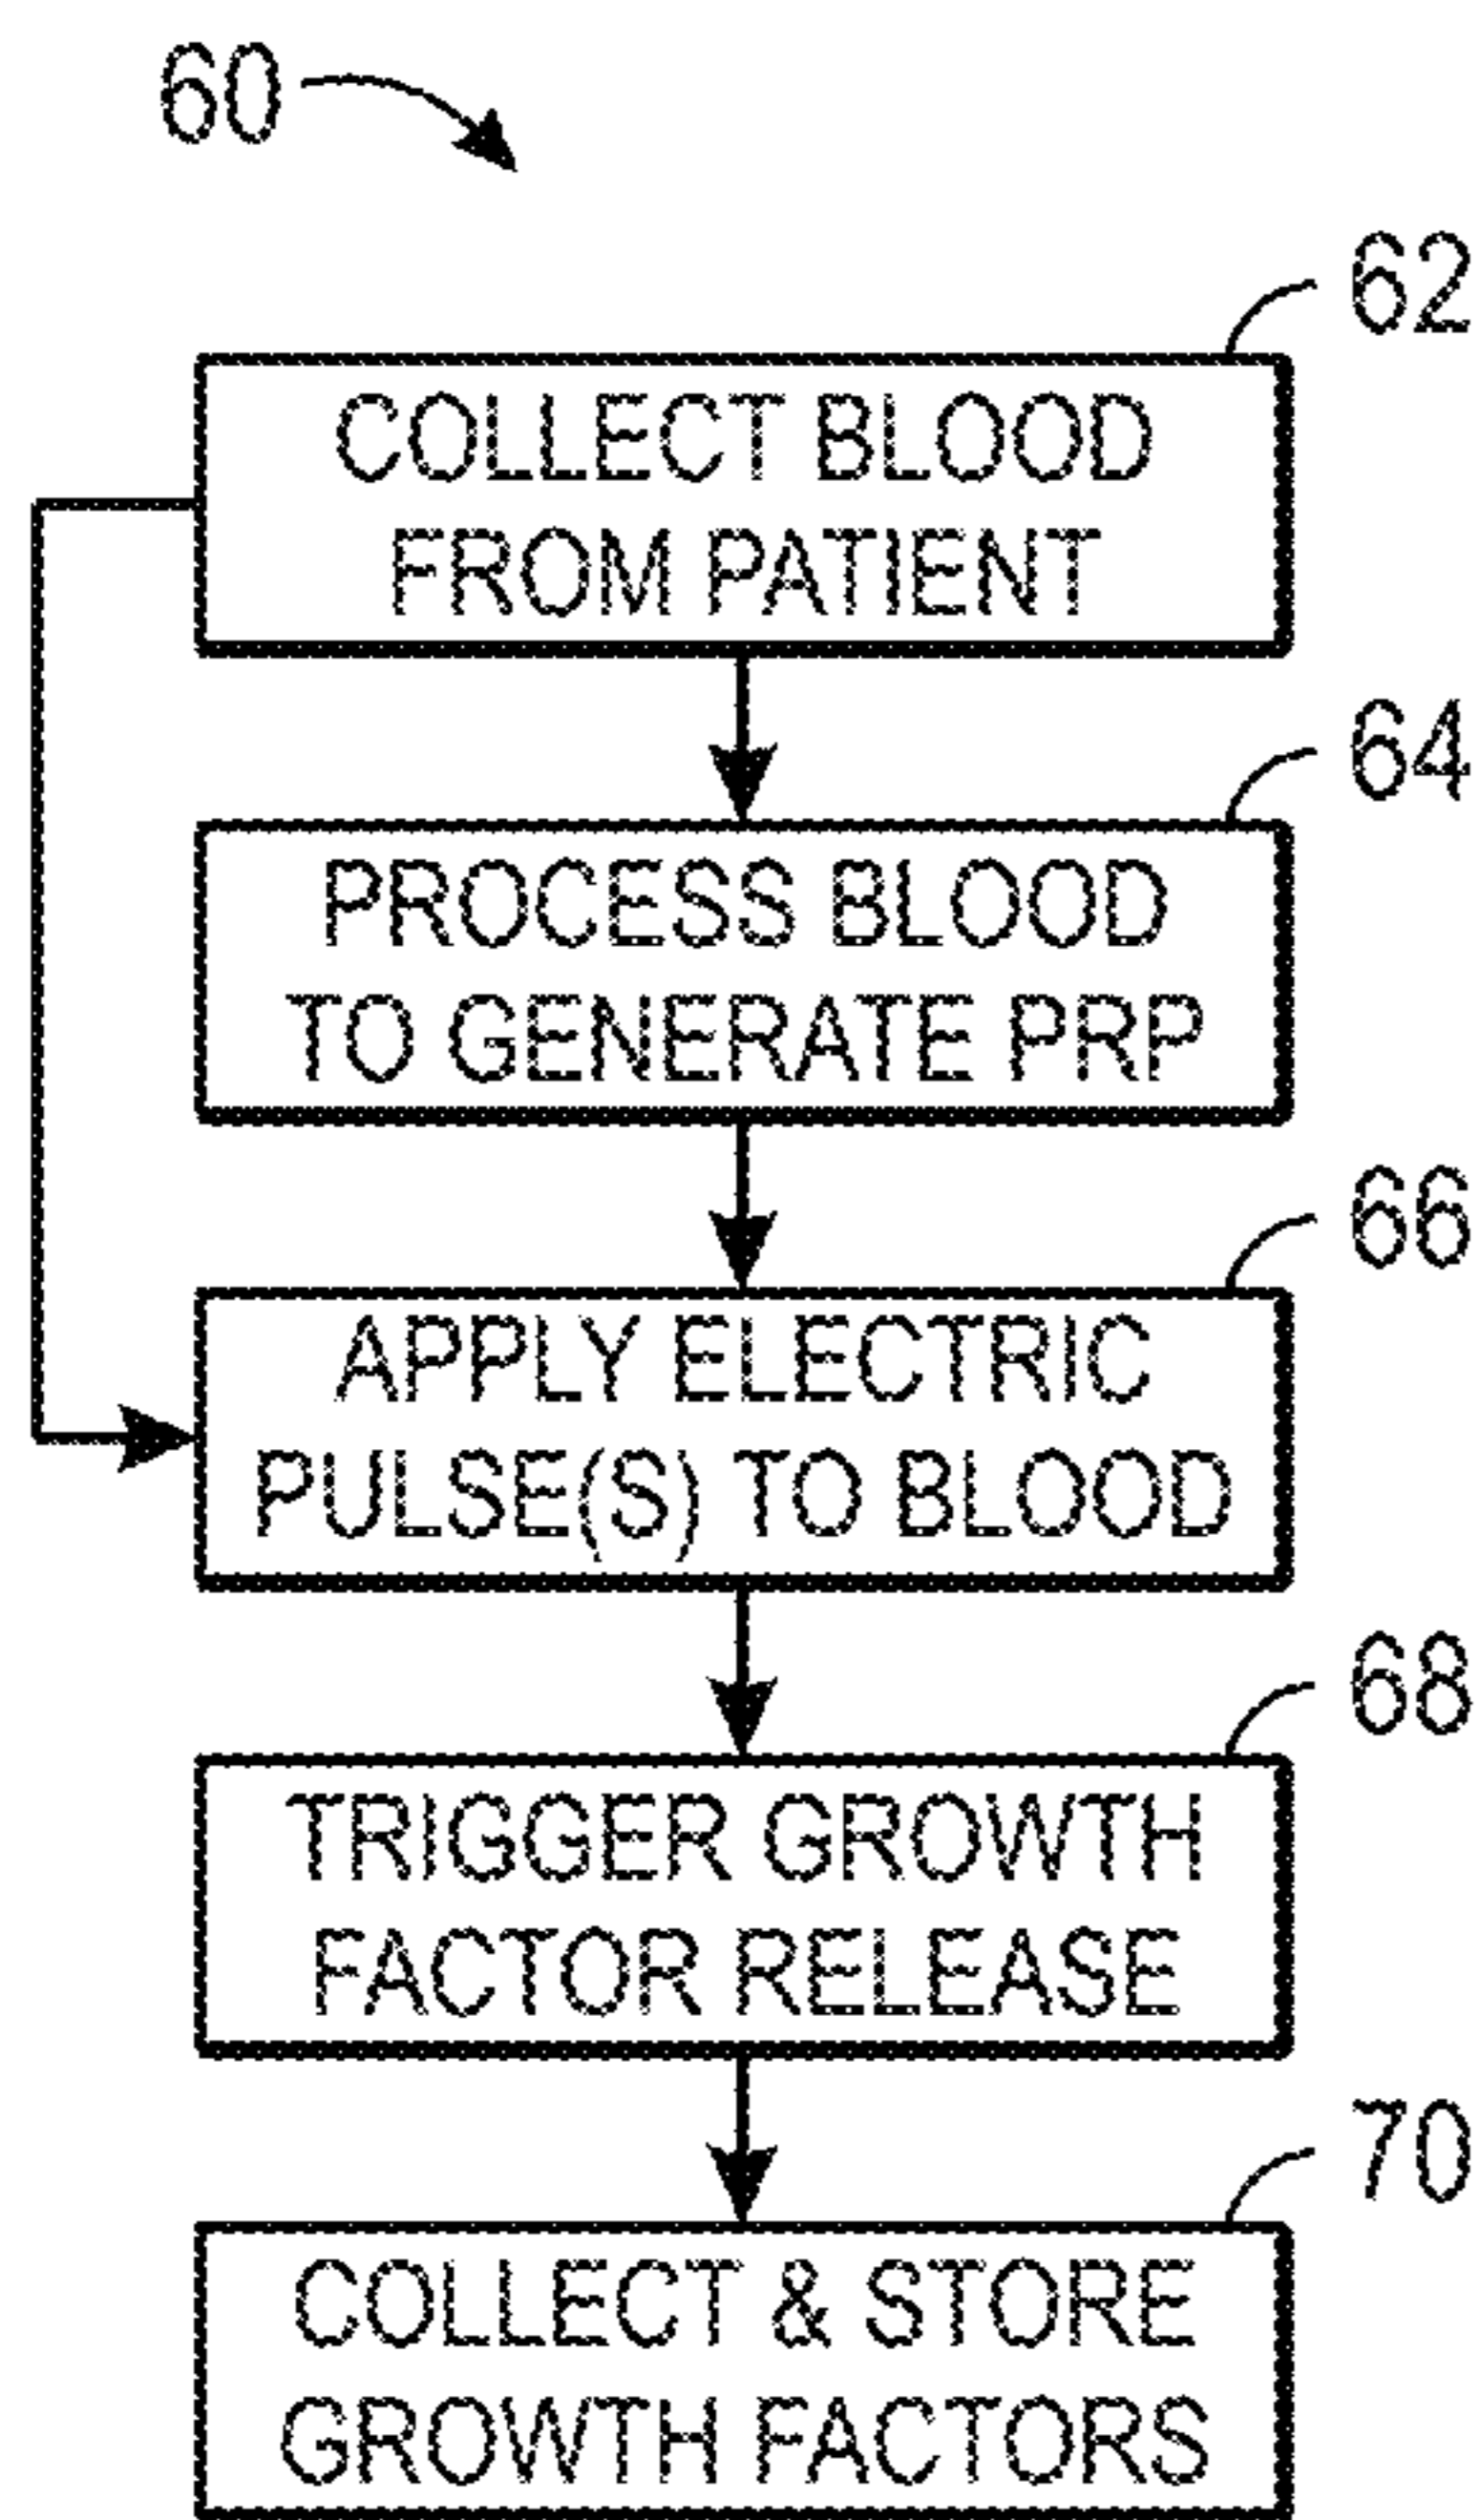 60
62
COLLECT BLOOD
FROM PATIENT
64
PROCESS BLOOD
TO GENERATE PRP
66
APPLY ELECTRIC
PULSE(S) TO BLOOD
68
TRIGGER GROWTH
FACTOR RELEASE
70
COLLECT & STORE
GROWTH FACTORS